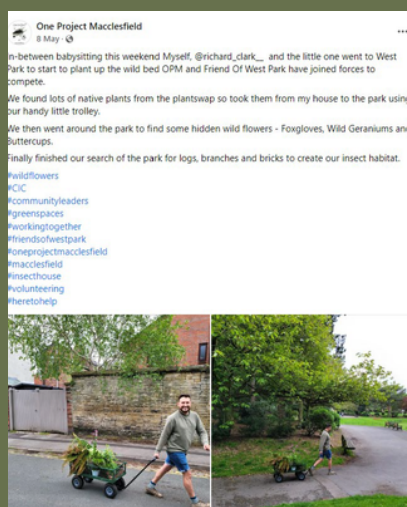 One Project Macclesfield
8 May ·
In-between babysitting this weekend Myself, @richard_clark__ and the little one went to West
Park to start to plant up the wild bed OPM and Friend Of West Park have joined forces to
compete.
We found lots of native plants from the plantswap so took them from my house to the park using
our handy little trolley.
We then went around the park to find some hidden wild flowers - Foxgloves, Wild Geraniums and
Buttercups.
Finally finished our search of the park for logs, branches and bricks to create our insect habitat.
#wildflowers
#CIC
#communityleaders
#greenspaces
#workingtogether
#friendsofwestpark
#oneprojectmacclesfield
#macclesfield
#insecthouse
#volunteering
#heretohelp